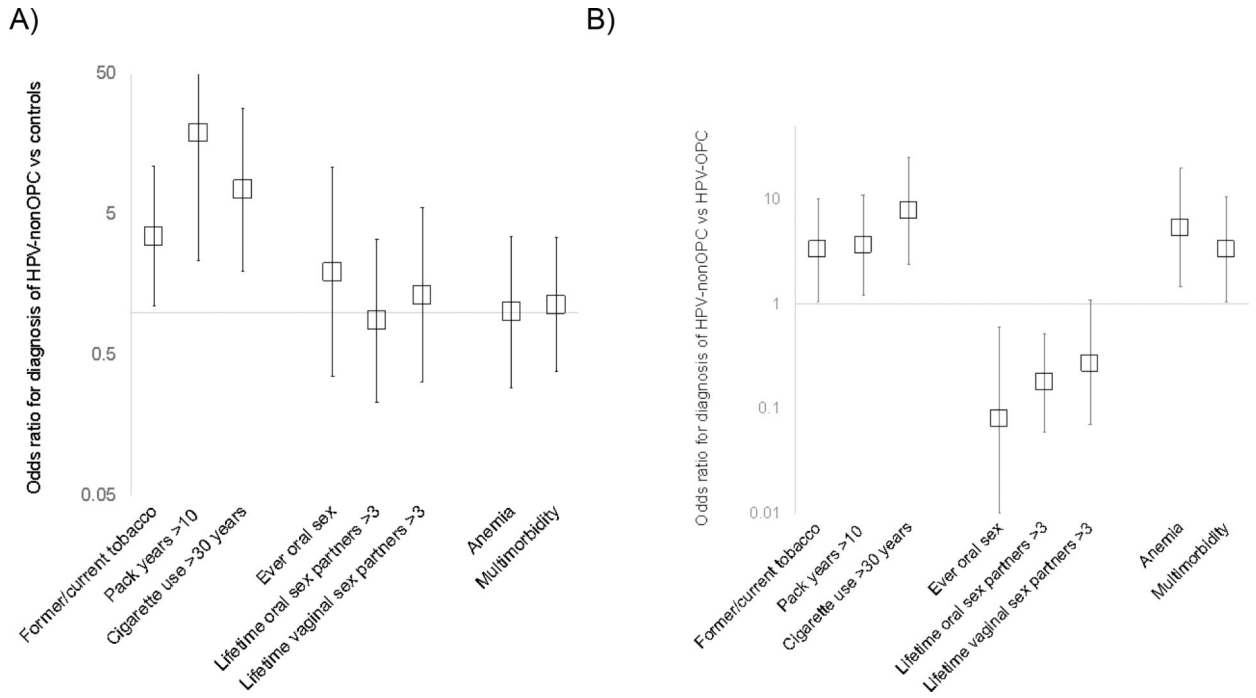 A)
Odds ratio for diagnosis of HPV-nonOPC vs controls
50
5
0.5
0.05
Former/current tobacco
Pack years >10
Cigarette use >30 years
Ever oral sex
Lifetime oral sex partners >3
Lifetime vaginal sex partners >3
Anemia
Multimorbidity
B)
Odds ratio for diagnosis of HPV-nonOPC vs HPV-OPC
10
1
0.1
0.01
Former/current tobacco
Pack years >10
Cigarette use >30 years
Ever oral sex
Lifetime oral sex partners >3
Lifetime vaginal sex partners >3
Anemia
Multimorbidity